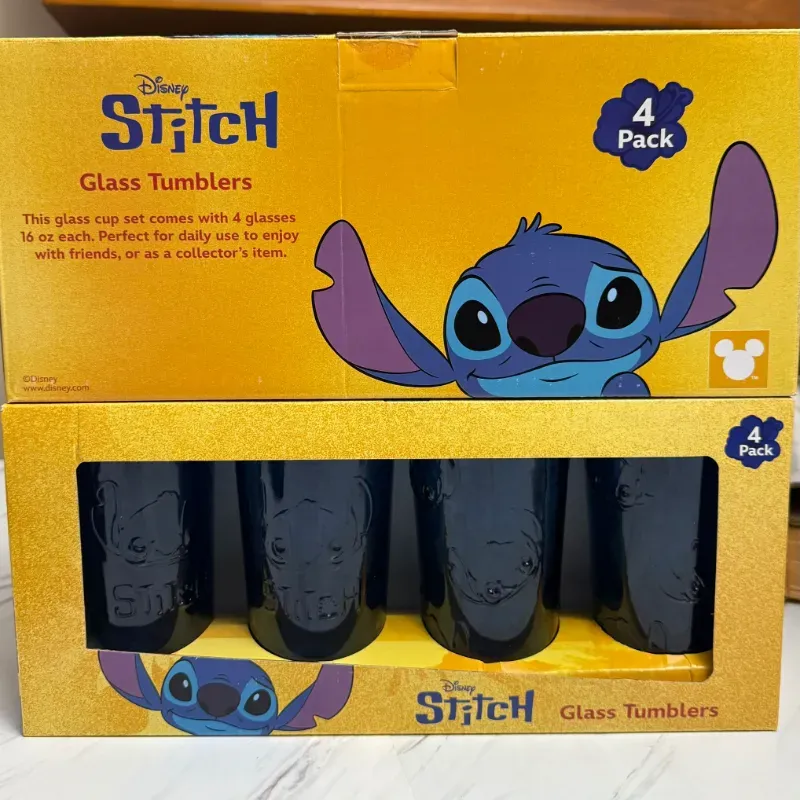 Disney
Stitch
Glass Tumblers
This glass cup set comes with 4 glasses
16 oz each. Perfect for daily use to enjoy
with friends, or as a collector's item.
©Disney
www.disney.com
4
Pack
TM
4
Pack
Stitch
Stitch
Disney
Stitch
Glass Tumblers